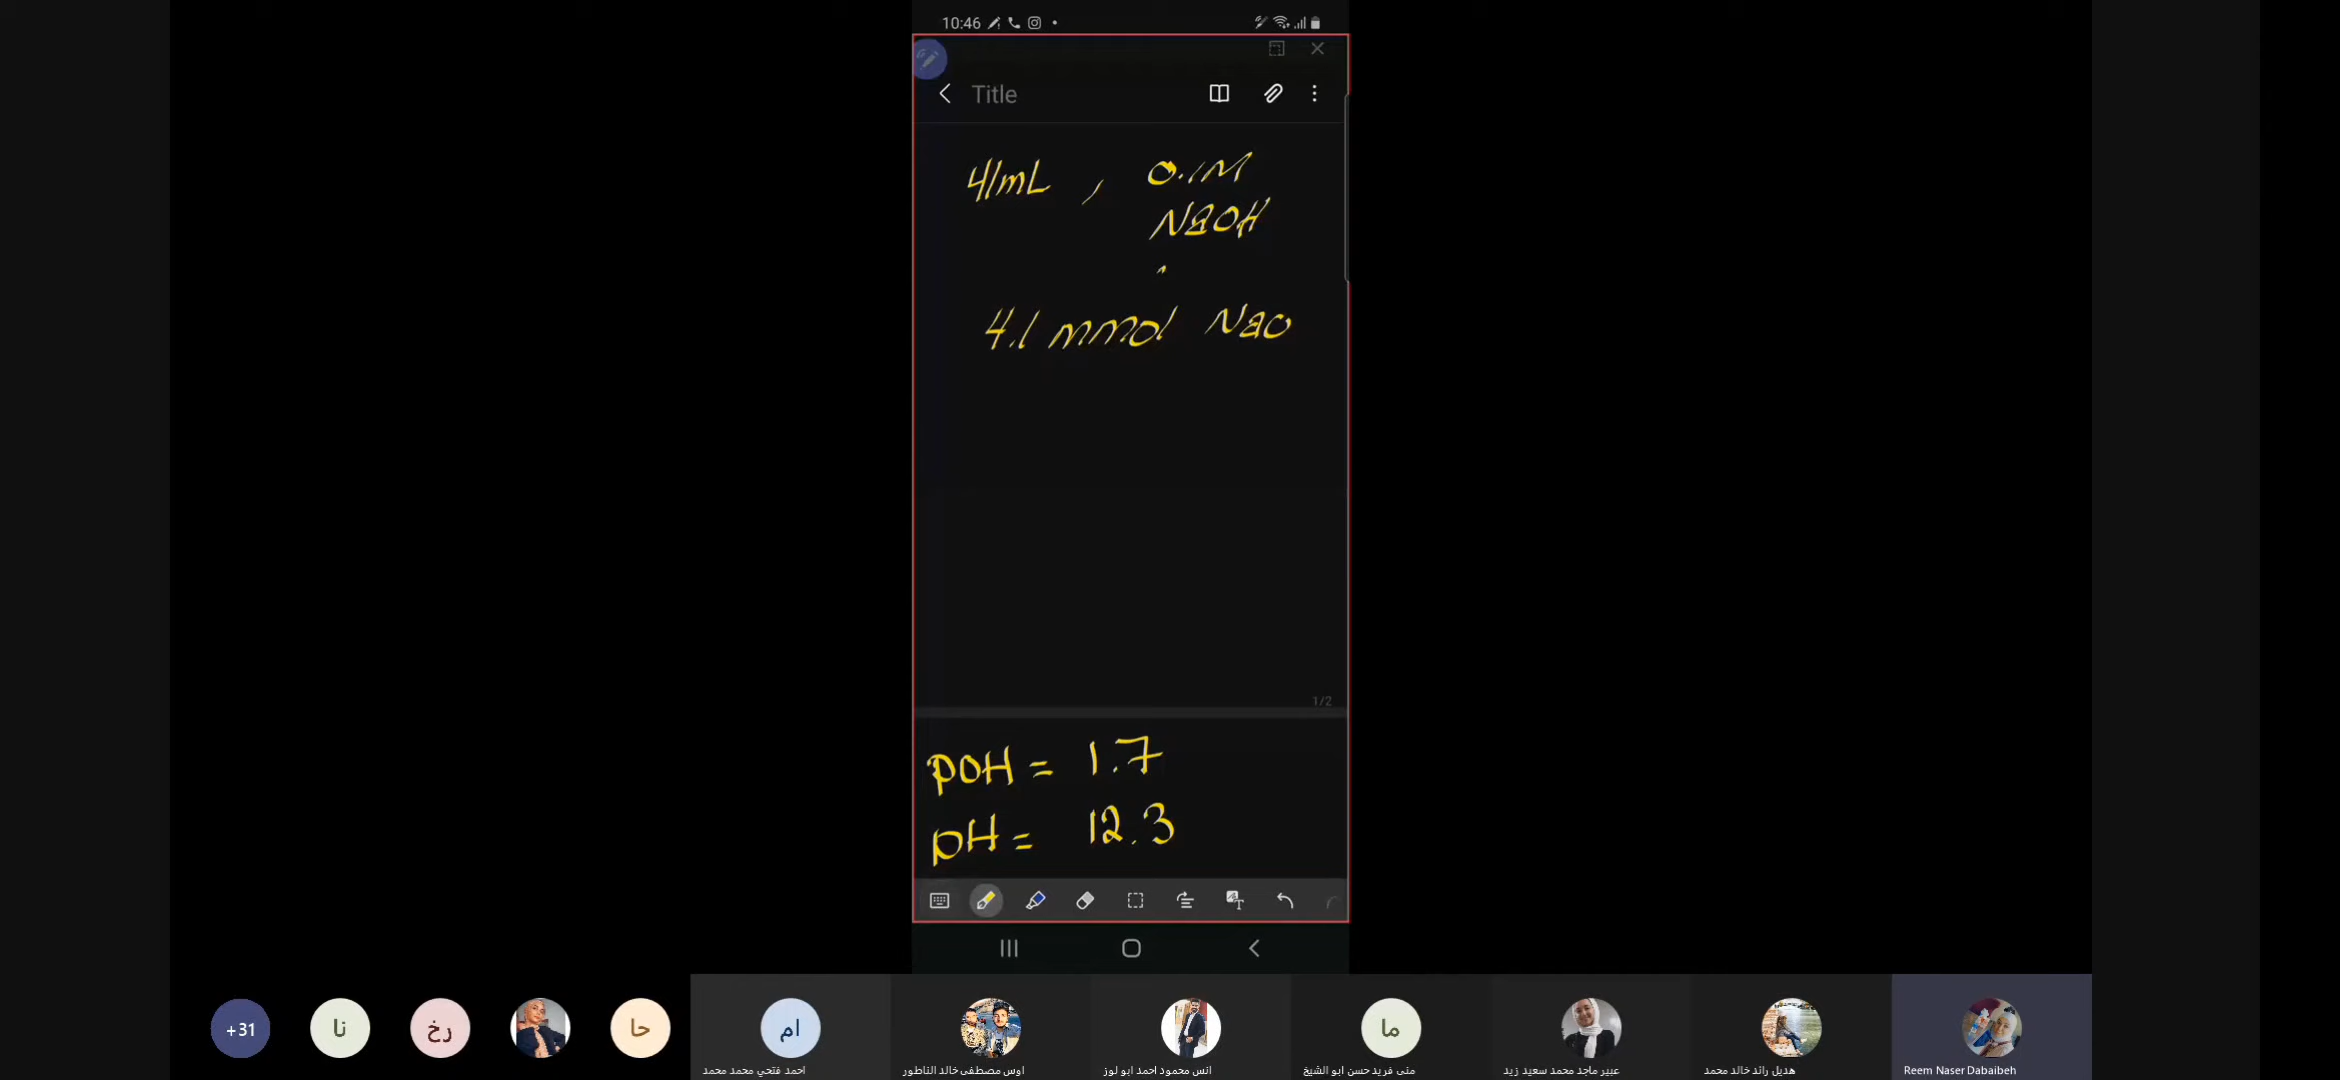 10:46
Title
41mL , 0.1M
NaOH
4.1 mmol Nao
1/2
pOH = 1.7
pH = 12.3
+31
نا
رخ
حا
ام
ما
احمد فتحي محمد محمد
اوس مصطفى خالد الناطور
انس محمود احمد ابو لوز
منى فريد حسن ابو الشيخ
عبير ماجد محمد سعيد زيد
هديل رائد خالد محمد
Reem Naser Dabaibeh